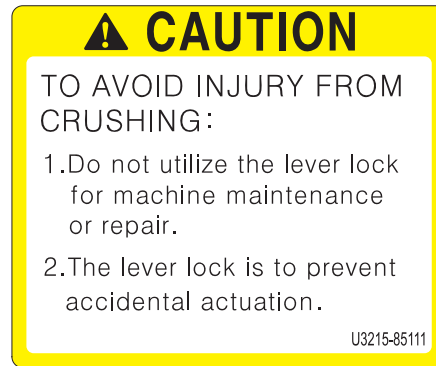 CAUTION
TO AVOID INJURY FROM
CRUSHING:
1.Do not utilize the lever lock
for machine maintenance
or repair.
2.The lever lock is to prevent
accidental actuation.
U3215-85111